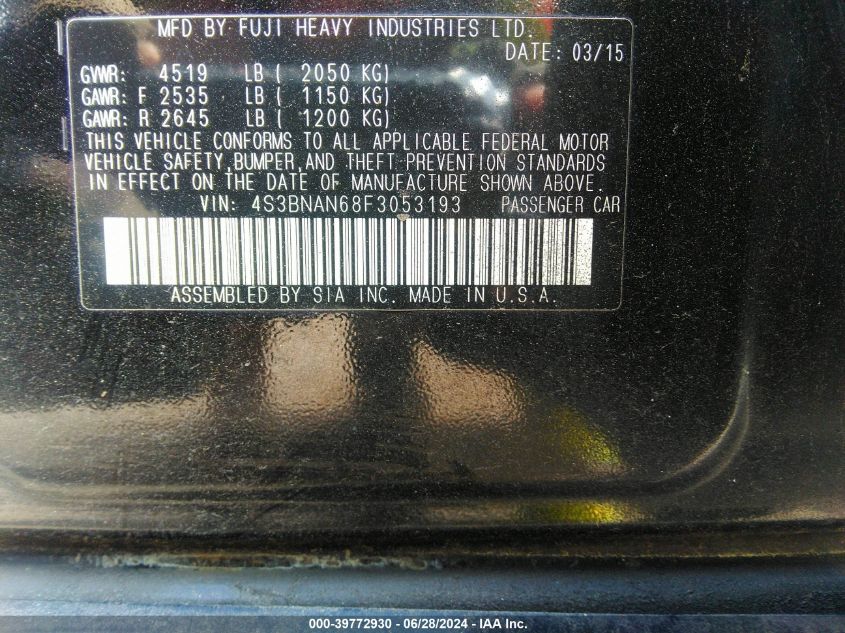 MFD BY FUJI HEAVY INDUSTRIES LTD.
DATE: 03/15
GVWR: 4519 LB ( 2050 KG)
GAWR: F 2535 LB ( 1150 KG)
GAWR: R 2645 LB ( 1200 KG)
THIS VEHICLE CONFORMS TO ALL APPLICABLE FEDERAL MOTOR
VEHICLE SAFETY, BUMPER, AND THEFT PREVENTION STANDARDS
IN EFFECT ON THE DATE OF MANUFACTURE SHOWN ABOVE.
VIN: 4S3BNAN68F3053193 PASSENGER CAR
ASSEMBLED BY SIA INC. MADE IN U.S.A.
000-39772930 - 06/28/2024 - IAA Inc.